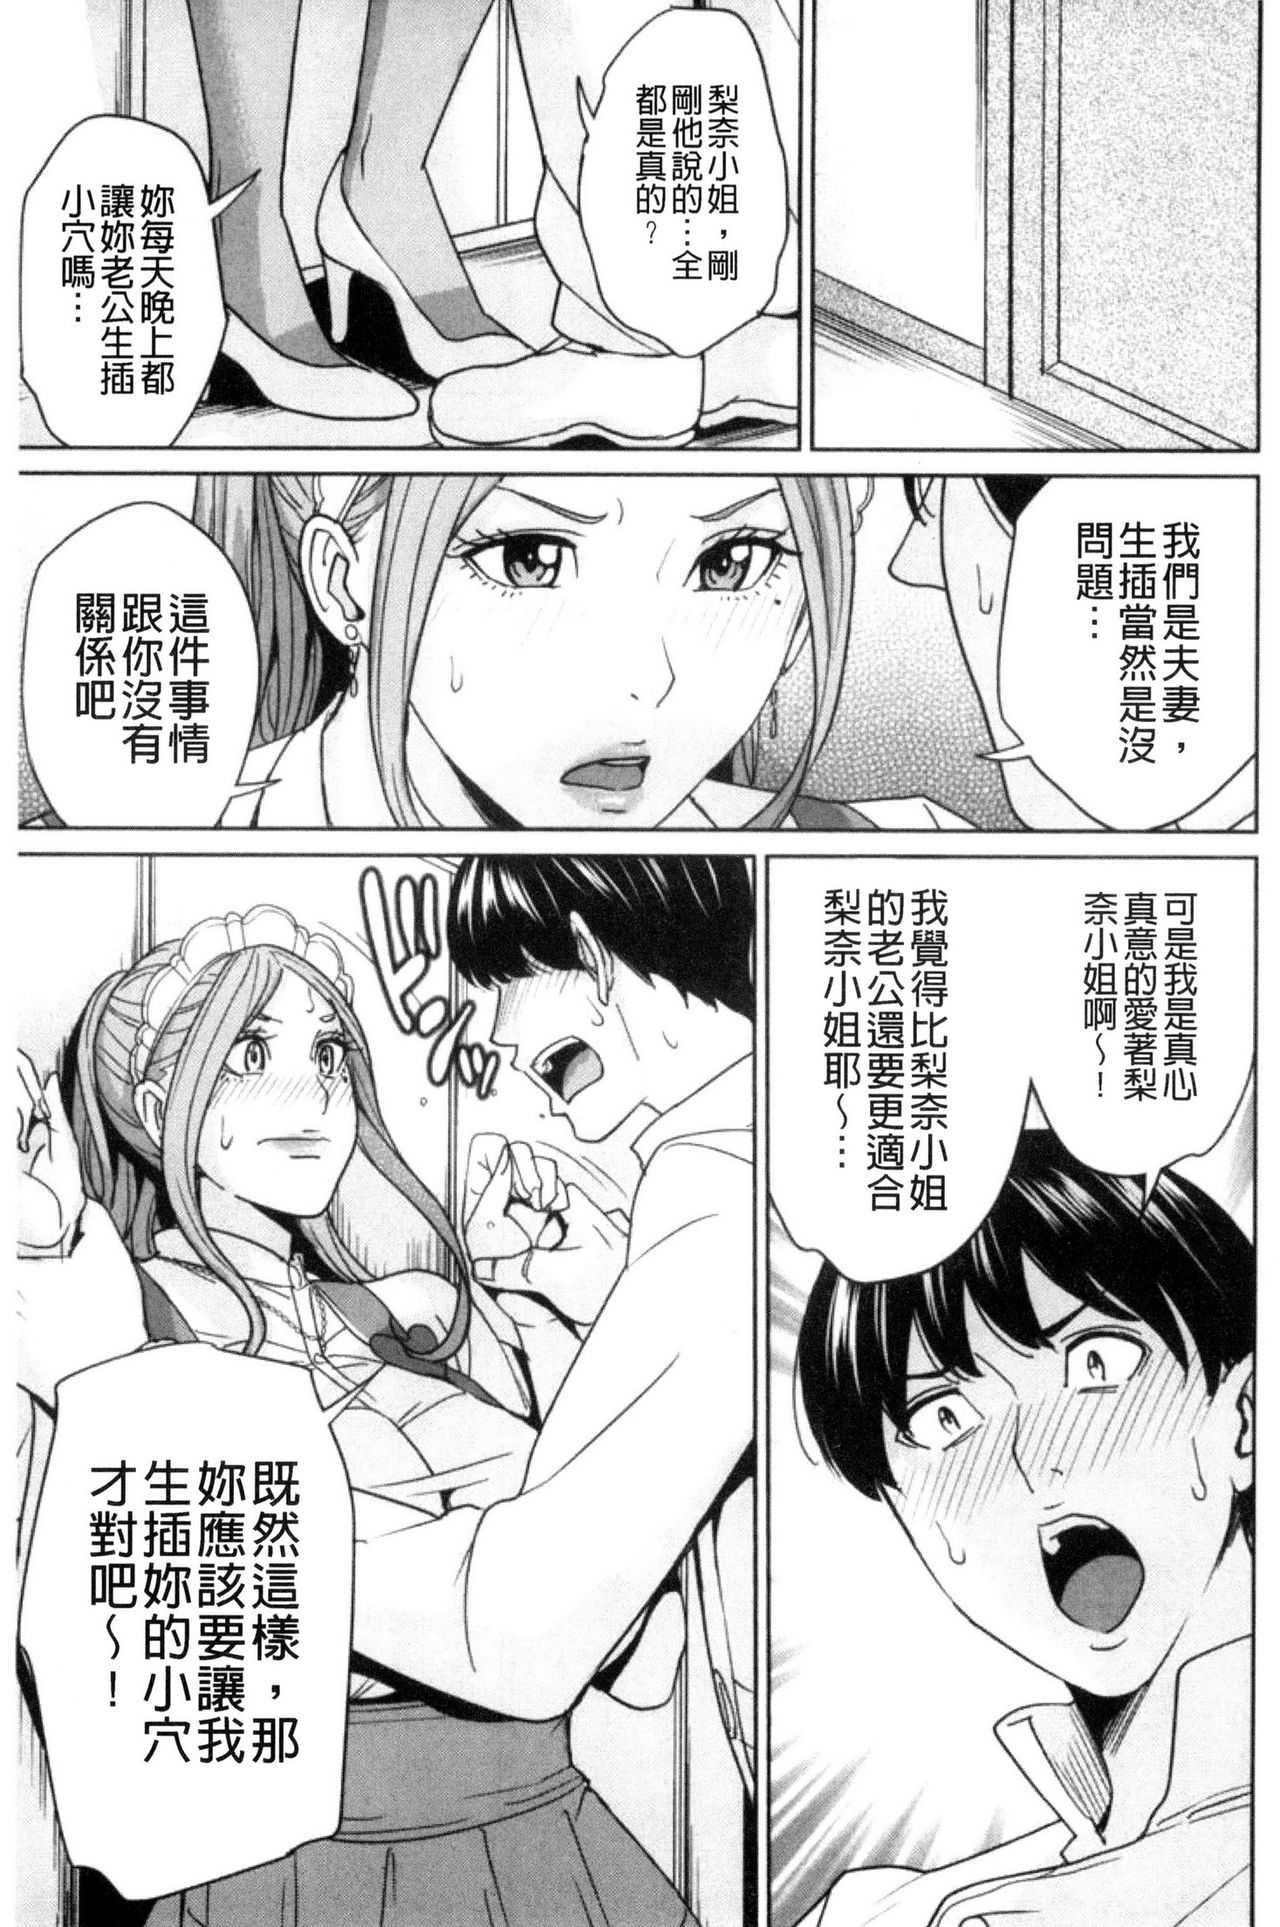 梨奈小姐，剛
剛他說的…全
都是真的？
妳每天晚上都
讓妳老公生插
小穴嗎…
我們是夫妻，
生插當然是沒
問題…
這件事情
跟你沒有
關係吧
可是我是真心
真意的愛著梨
奈小姐啊～！
我覺得比梨奈小姐
的老公還要更適合
梨奈小姐耶～…
ドン
既然這樣，那
妳應該要讓我
生插妳的小穴
才對吧～！